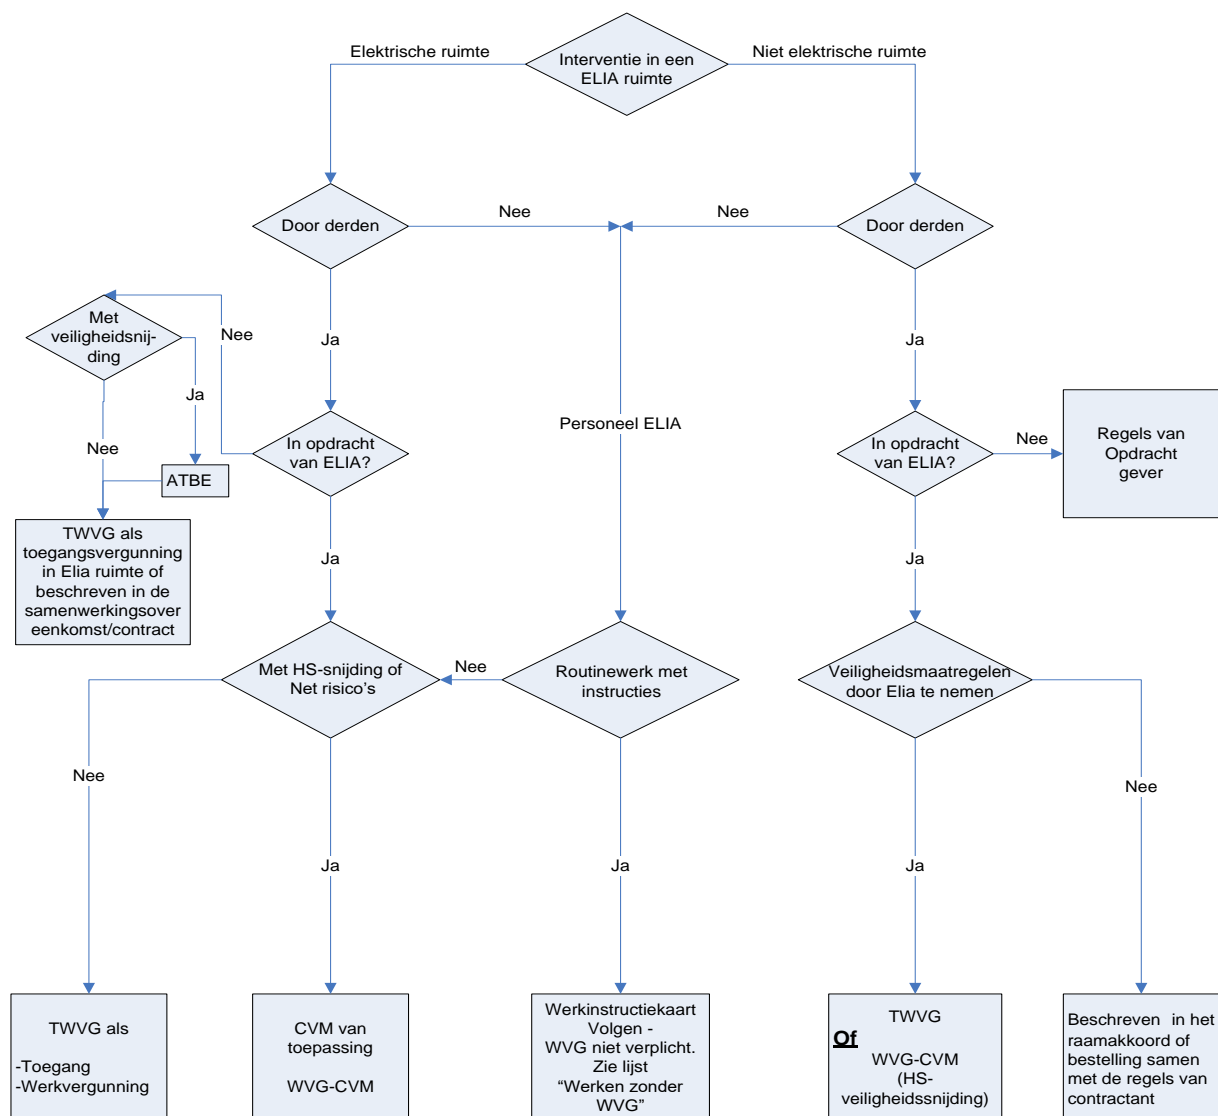 Elektrische ruimte
Interventie in een
ELIA ruimte
Niet elektrische ruimte
Door derden
Nee
Nee
Door derden
Met
veiligheidsnij-
ding
Nee
Ja
Ja
Ja
Nee
ATBE
In opdracht
van ELIA?
Personeel ELIA
In opdracht
van ELIA?
Nee
Regels van
Opdracht
gever
TWVG als
toegangsvergunning
in Elia ruimte of
beschreven in de
samenwerkingsover
eenkomst/contract
Ja
Ja
Met HS-snijding of
Net risico's
Nee
Routinewerk met
instructies
Veiligheidsmaatregelen
door Elia te nemen
Nee
Nee
Ja
Ja
Ja
TWVG als
-Toegang
-Werkvergunning
CVM van
toepassing
WVG-CVM
Werkinstructiekaart
Volgen -
WVG niet verplicht.
Zie lijst
“Werken zonder
WVG”
TWVG
Of
WVG-CVM
(HS-
veiligheidssnijding)
Beschreven in het
raamakkoord of
bestelling samen
met de regels van
contractant